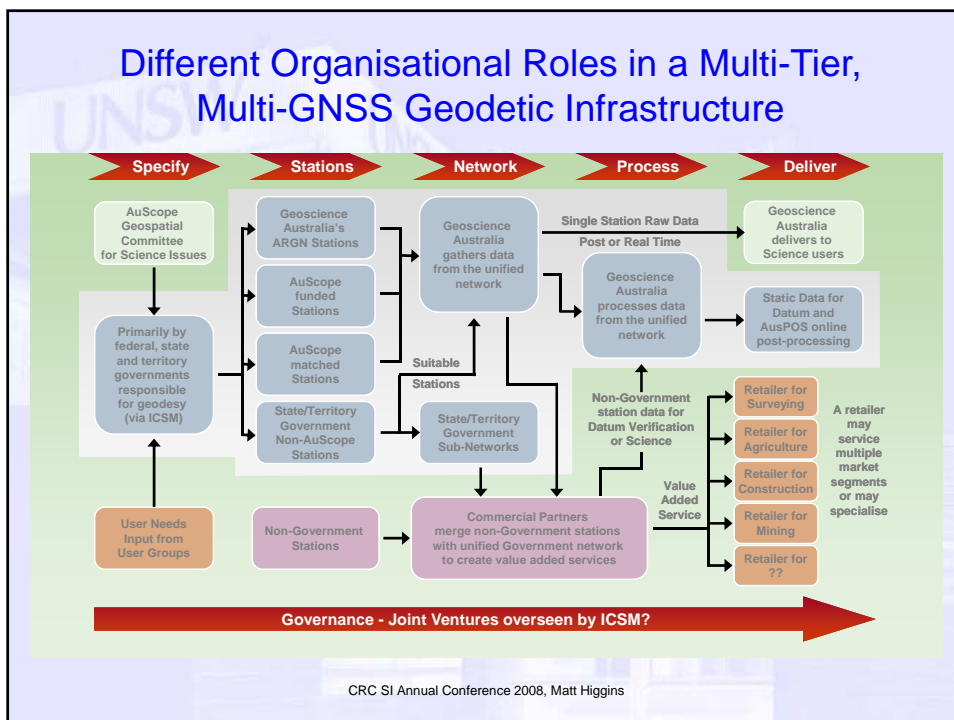 Different Organisational Roles in a Multi-Tier,
Multi-GNSS Geodetic Infrastructure
UNSW
Specify
Stations
Network
Process
Deliver
AuScope
Geospatial
Committee
for Science Issues
Primarily by
federal, state
and territory
governments
responsible
for geodesy
(via ICSM)
User Needs
Input from
User Groups
Geoscience
Australia's
ARGN Stations
AuScope
funded
Stations
AuScope
matched
Stations
State/Territory
Government
Non-AuScope
Stations
Non-Government
Stations
Geoscience
Australia
gathers data
from the unified
network
Suitable
Stations
State/Territory
Government
Sub-Networks
Commercial Partners
merge non-Government stations
with unified Government network
to create value added services
Single Station Raw Data
Post or Real Time
Geoscience
Australia
processes data
from the unified
network
Non-Government
station data for
Datum Verification
or Science
Value
Added
Service
Geoscience
Australia
delivers to
Science users
Static Data for
Datum and
AusPOS online
post-processing
Retailer for
Surveying
Retailer for
Agriculture
Retailer for
Construction
Retailer for
Mining
Retailer for
??
A retailer
may
service
multiple
market
segments
or may
specialise
Governance - Joint Ventures overseen by ICSM?
CRC SI Annual Conference 2008, Matt Higgins